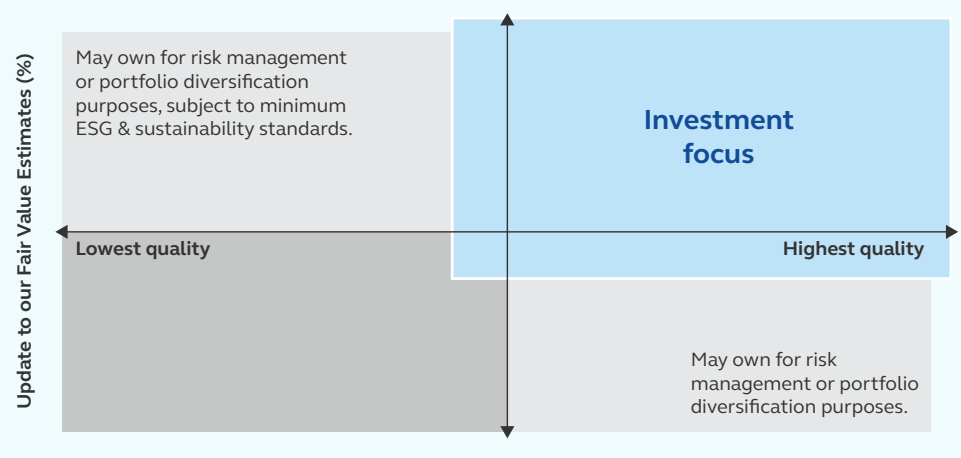 Update to our Fair Value Estimates (%)
May own for risk management
or portfolio diversification
purposes, subject to minimum
ESG & sustainability standards.
Investment
focus
Lowest quality
Highest quality
May own for risk
management or portfolio
diversification purposes.